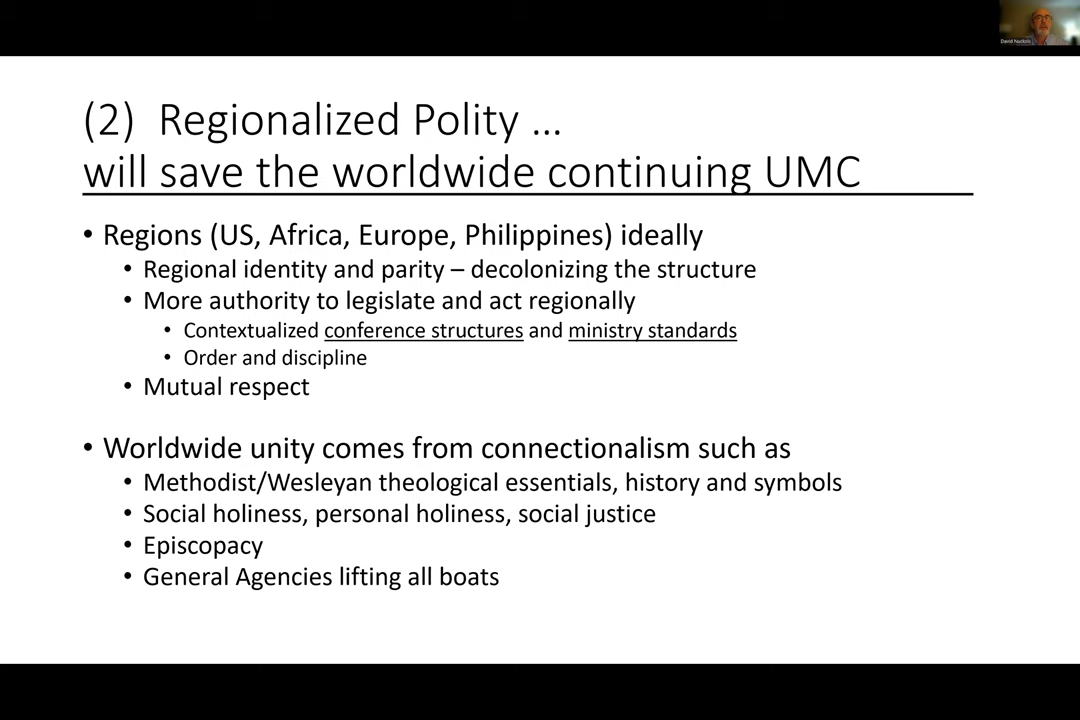 David Nuckols
(2) Regionalized Polity ...
will save the worldwide continuing UMC
• Regions (US, Africa, Europe, Philippines) ideally
• Regional identity and parity – decolonizing the structure
• More authority to legislate and act regionally
• Contextualized conference structures and ministry standards
• Order and discipline
• Mutual respect
• Worldwide unity comes from connectionalism such as
• Methodist/Wesleyan theological essentials, history and symbols
• Social holiness, personal holiness, social justice
• Episcopacy
• General Agencies lifting all boats